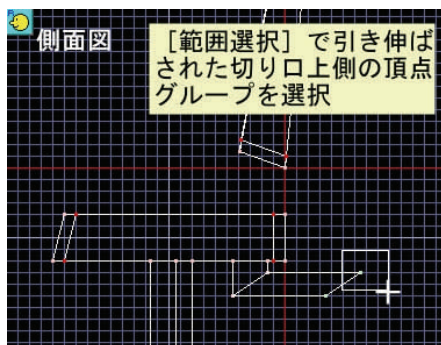 側面図
［範囲選択］で引き伸ば
された切り口上側の頂点
グループを選択